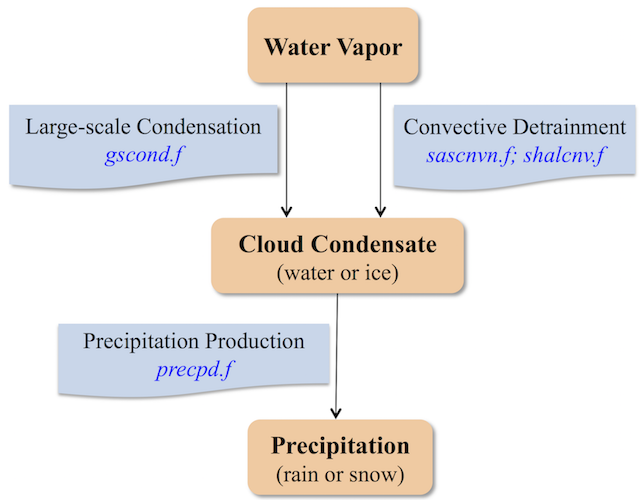 Water Vapor
Large-scale Condensation
gscond.f
Convective Detrainment
sascnvn.f; shalcnv.f
Cloud Condensate
(water or ice)
Precipitation Production
precpd.f
Precipitation
(rain or snow)